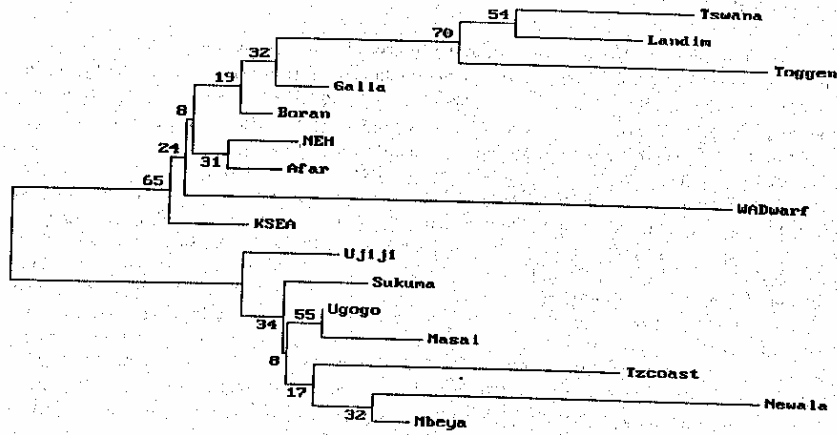 54 Tswana
70 Landim
32
Toggen
19
Galla
8 Boran
NEH
24
31 Afar
65
WADwarf
KSEA
Ujiji
Sukuma
Ugogo
55
34
Masai
8
Tzcoast
17
Newala
32 Mbeya